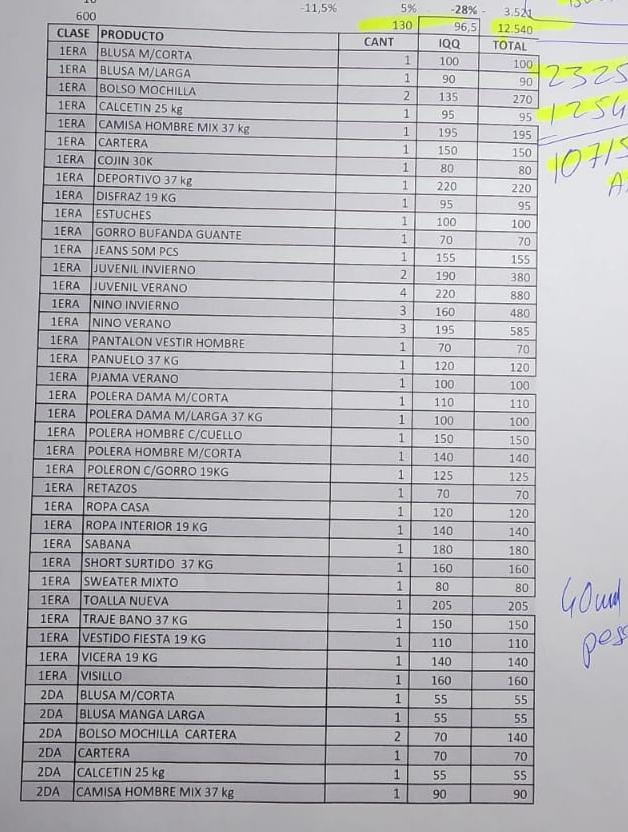 -11,5% 5% -28% - 3.521
600 130 96,5 12.540
CLASE PRODUCTO CANT IQQ TOTAL
1ERA BLUSA M/CORTA 1 100 100
1ERA BLUSA M/LARGA 1 90 90
1ERA BOLSO MOCHILLA 2 135 270
1ERA CALCETIN 25 kg 1 95 95
1ERA CAMISA HOMBRE MIX 37 kg 1 195 195
1ERA CARTERA 1 150 150
1ERA COJIN 30K 1 80 80
1ERA DEPORTIVO 37 kg 1 220 220
1ERA DISFRAZ 19 KG 1 95 95
1ERA ESTUCHES 1 100 100
1ERA GORRO BUFANDA GUANTE 1 70 70
1ERA JEANS 50M PCS 1 155 155
1ERA JUVENIL INVIERNO 2 190 380
1ERA JUVENIL VERANO 4 220 880
1ERA NINO INVIERNO 3 160 480
1ERA NINO VERANO 3 195 585
1ERA PANTALON VESTIR HOMBRE 1 70 70
1ERA PANUELO 37 KG 1 120 120
1ERA PJAMA VERANO 1 100 100
1ERA POLERA DAMA M/CORTA 1 110 110
1ERA POLERA DAMA M/LARGA 37 KG 1 100 100
1ERA POLERA HOMBRE C/CUELLO 1 150 150
1ERA POLERA HOMBRE M/CORTA 1 140 140
1ERA POLERON C/GORRO 19KG 1 125 125
1ERA RETAZOS 1 70 70
1ERA ROPA CASA 1 120 120
1ERA ROPA INTERIOR 19 KG 1 140 140
1ERA SABANA 1 180 180
1ERA SHORT SURTIDO 37 KG 1 160 160
1ERA SWEATER MIXTO 1 80 80
1ERA TOALLA NUEVA 1 205 205
1ERA TRAJE BANO 37 KG 1 150 150
1ERA VESTIDO FIESTA 19 KG 1 110 110
1ERA VICERA 19 KG 1 140 140
1ERA VISILLO 1 160 160
2DA BLUSA M/CORTA 1 55 55
2DA BLUSA MANGA LARGA 1 55 55
2DA BOLSO MOCHILLA CARTERA 2 70 140
2DA CARTERA 1 70 70
2DA CALCETIN 25 kg 1 55 55
2DA CAMISA HOMBRE MIX 37 kg 1 90 90
2325
1254
10715